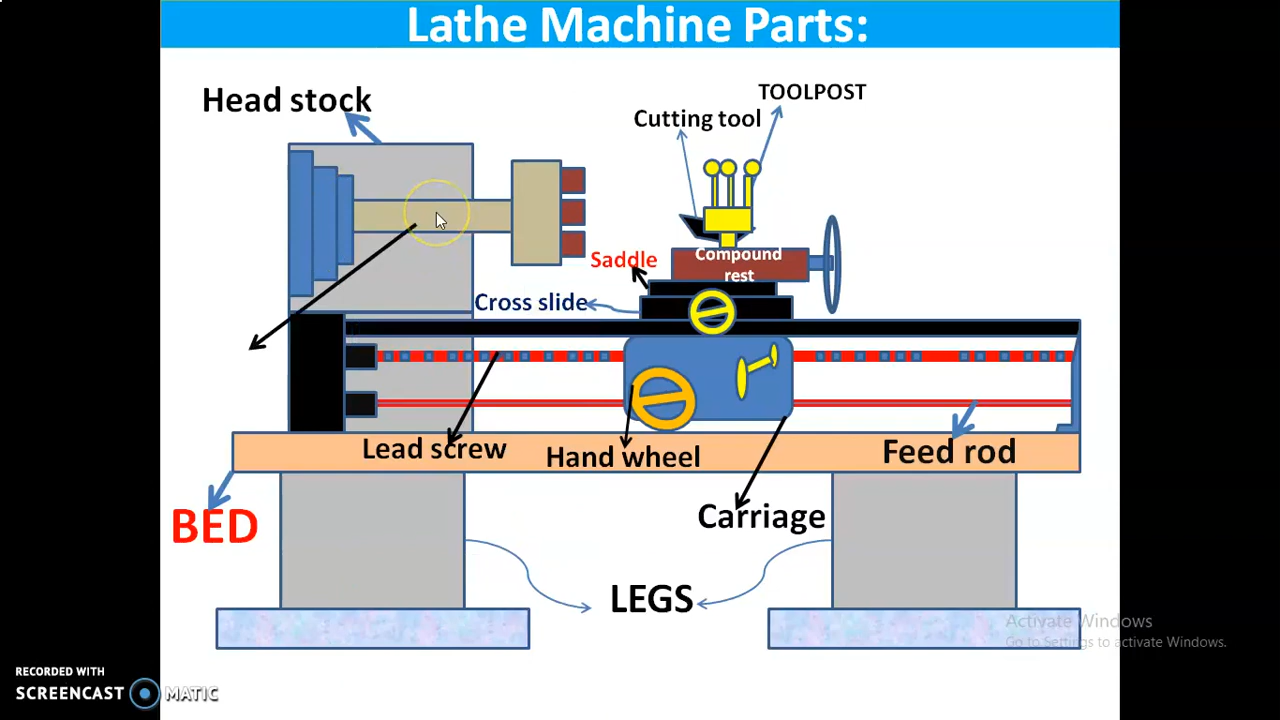 Lathe Machine Parts:
Head stock
TOOLPOST
Cutting tool
Saddle
Compound
rest
Cross slide
Lead screw
Hand wheel
Feed rod
BED
Carriage
LEGS
Activate Windows
Go to Settings to activate Windows.
RECORDED WITH
SCREENCAST MATIC